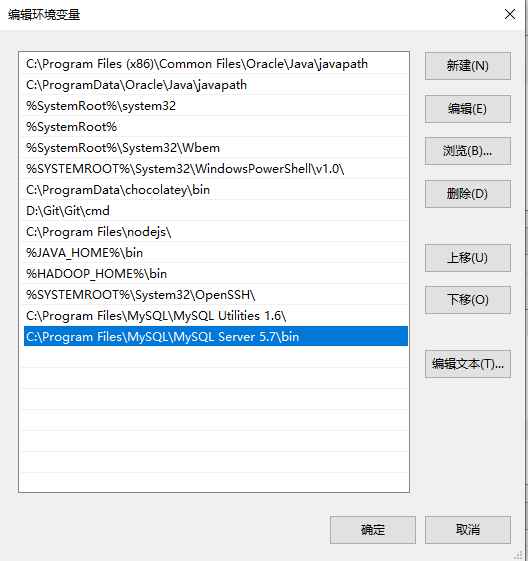 编辑环境变量
C:\Program Files (x86)\Common Files\Oracle\Java\javapath
C:\ProgramData\Oracle\Java\javapath
%SystemRoot%\system32
%SystemRoot%
%SystemRoot%\System32\Wbem
%SYSTEMROOT%\System32\WindowsPowerShell\v1.0\
C:\ProgramData\chocolatey\bin
D:\Git\Git\cmd
C:\Program Files\nodejs\
%JAVA_HOME%\bin
%HADOOP_HOME%\bin
%SYSTEMROOT%\System32\OpenSSH\
C:\Program Files\MySQL\MySQL Utilities 1.6\
C:\Program Files\MySQL\MySQL Server 5.7\bin
新建(N)
编辑(E)
浏览(B)...
删除(D)
上移(U)
下移(O)
编辑文本(T)...
确定
取消